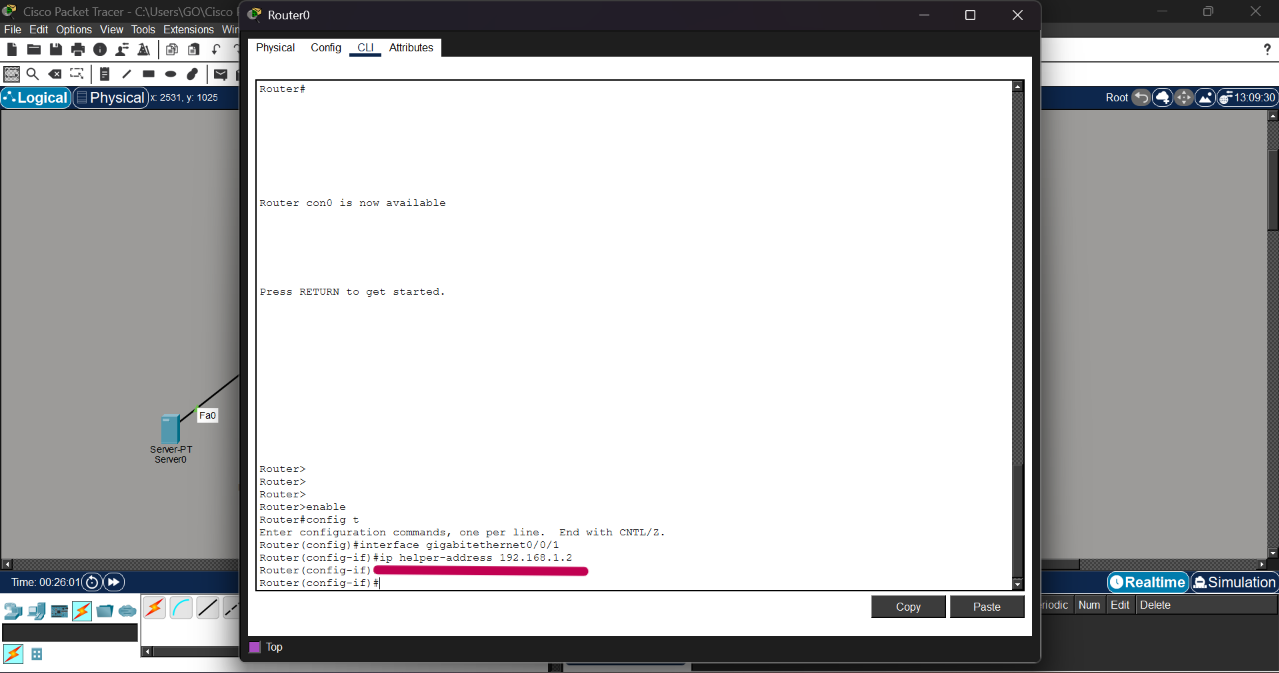 Cisco Packet Tracer - C:\Users\GO\Cisco
Router0
File Edit Options View Tools Extensions
Physical Config CLI Attributes
?
Logical Physical x: 2531, y: 1025
Root 13:09:30
Router#
Router con0 is now available
Press RETURN to get started.
Fa0
Server-PT
Server0
Router>
Router>
Router>
Router>enable
Router#config t
Enter configuration commands, one per line. End with CNTL/Z.
Router(config)#interface gigabitethernet0/0/1
Router(config-if)#ip helper-address 192.168.1.2
Router(config-if)
Router(config-if)#
Time: 00:26:01
Realtime Simulation
Copy Paste
Num Edit Delete
Top